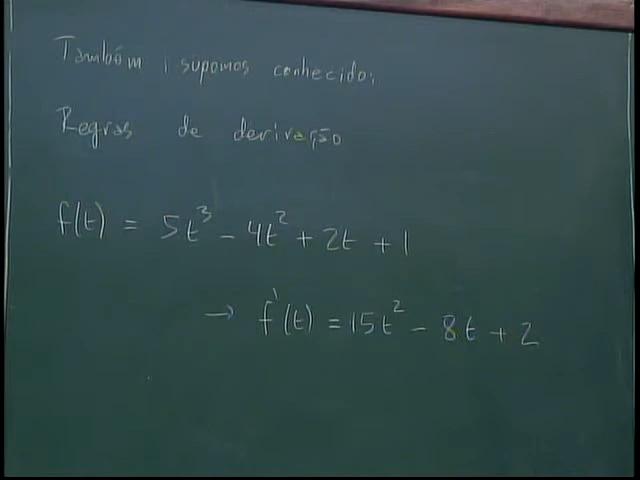 Também, supomos conhecido:
Regras de derivação
f(t) = 5t³ - 4t² + 2t + 1
→ f'(t) = 15t² - 8t + 2